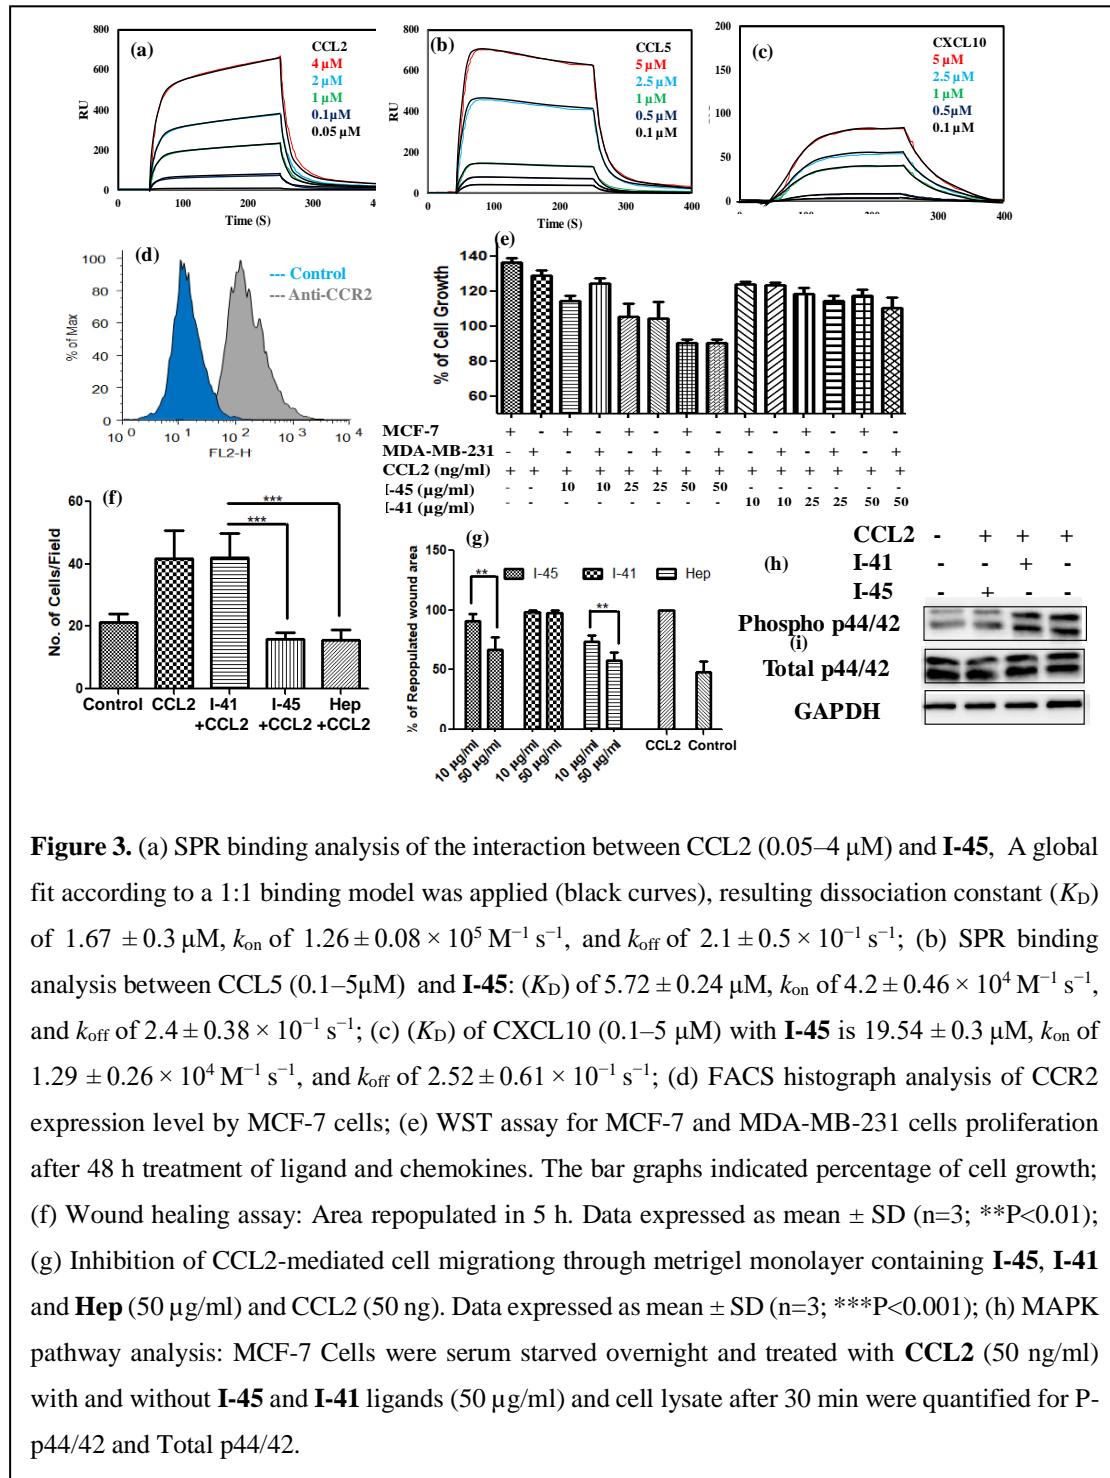 (a)
800
600
400
200
0
RU
0 100 200 300 400
Time (S)
CCL2
4 µM
2 µM
1 µM
0.1µM
0.05 µM
(b)
800
600
400
200
0
RU
0 100 200 300 400
Time (S)
CCL5
5 µM
2.5 µM
1 µM
0.5 µM
0.1 µM
(c)
200
150
100
50
0
0 100 200 300 400
CXCL10
5 µM
2.5 µM
1 µM
0.5µM
0.1 µM
(d)
100
80
60
40
20
0
% of Max
10 0 10 1 10 2 10 3 10 4
FL2-H
--- Control
--- Anti-CCR2
(e)
140
120
100
80
60
% of Cell Growth
MCF-7 + - + - + - + - + - + - + -
MDA-MB-231 - + - + - + - + - + - + - +
CCL2 (ng/ml) + + + + + + + + + + + + + +
I-45 (µg/ml) - - 10 10 25 25 50 50 - - - - - -
I-41 (µg/ml) - - - - - - - - 10 10 25 25 50 50
(f)
60
40
20
0
No. of Cells/Field
***
***
Control CCL2 I-41 +CCL2 I-45 +CCL2 Hep +CCL2
(g)
150
100
50
0
% of Repopulated wound area
I-45 I-41 Hep
**
**
10 µg/ml 50 µg/ml 10 µg/ml 50 µg/ml 10 µg/ml 50 µg/ml CCL2 Control
(h)
CCL2 - + + +
I-41 - - + -
I-45 - + - -
Phospho p44/42
(i)
Total p44/42
GAPDH
Figure 3. (a) SPR binding analysis of the interaction between CCL2 (0.05–4 µM) and I-45, A global
fit according to a 1:1 binding model was applied (black curves), resulting dissociation constant (KD)
of 1.67 ± 0.3 µM, kon of 1.26 ± 0.08 × 10⁵ M⁻¹ s⁻¹, and koff of 2.1 ± 0.5 × 10⁻¹ s⁻¹; (b) SPR binding
analysis between CCL5 (0.1–5µM) and I-45: (KD) of 5.72 ± 0.24 µM, kon of 4.2 ± 0.46 × 10⁴ M⁻¹ s⁻¹,
and koff of 2.4 ± 0.38 × 10⁻¹ s⁻¹; (c) (KD) of CXCL10 (0.1–5 µM) with I-45 is 19.54 ± 0.3 µM, kon of
1.29 ± 0.26 × 10⁴ M⁻¹ s⁻¹, and koff of 2.52 ± 0.61 × 10⁻¹ s⁻¹; (d) FACS histograph analysis of CCR2
expression level by MCF-7 cells; (e) WST assay for MCF-7 and MDA-MB-231 cells proliferation
after 48 h treatment of ligand and chemokines. The bar graphs indicated percentage of cell growth;
(f) Wound healing assay: Area repopulated in 5 h. Data expressed as mean ± SD (n=3; **P<0.01);
(g) Inhibition of CCL2-mediated cell migrationg through metrigel monolayer containing I-45, I-41
and Hep (50 µg/ml) and CCL2 (50 ng). Data expressed as mean ± SD (n=3; ***P<0.001); (h) MAPK
pathway analysis: MCF-7 Cells were serum starved overnight and treated with CCL2 (50 ng/ml)
with and without I-45 and I-41 ligands (50 µg/ml) and cell lysate after 30 min were quantified for P-
p44/42 and Total p44/42.